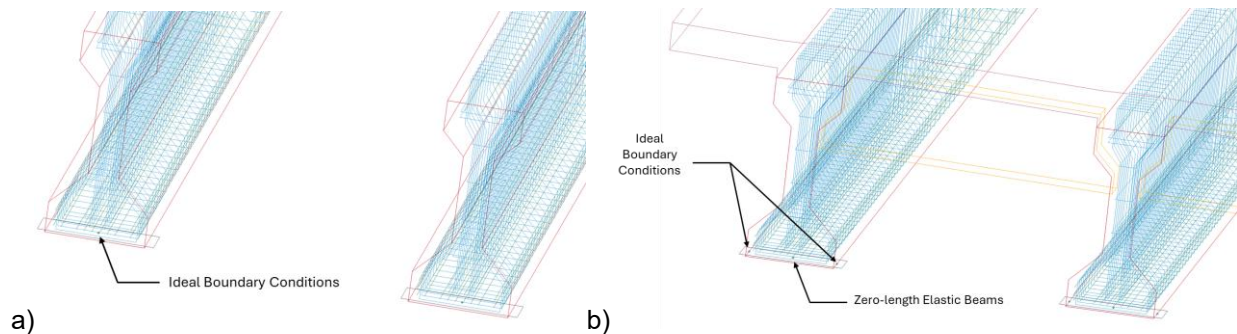 a)
Ideal Boundary Conditions
b)
Ideal
Boundary
Conditions
Zero-length Elastic Beams